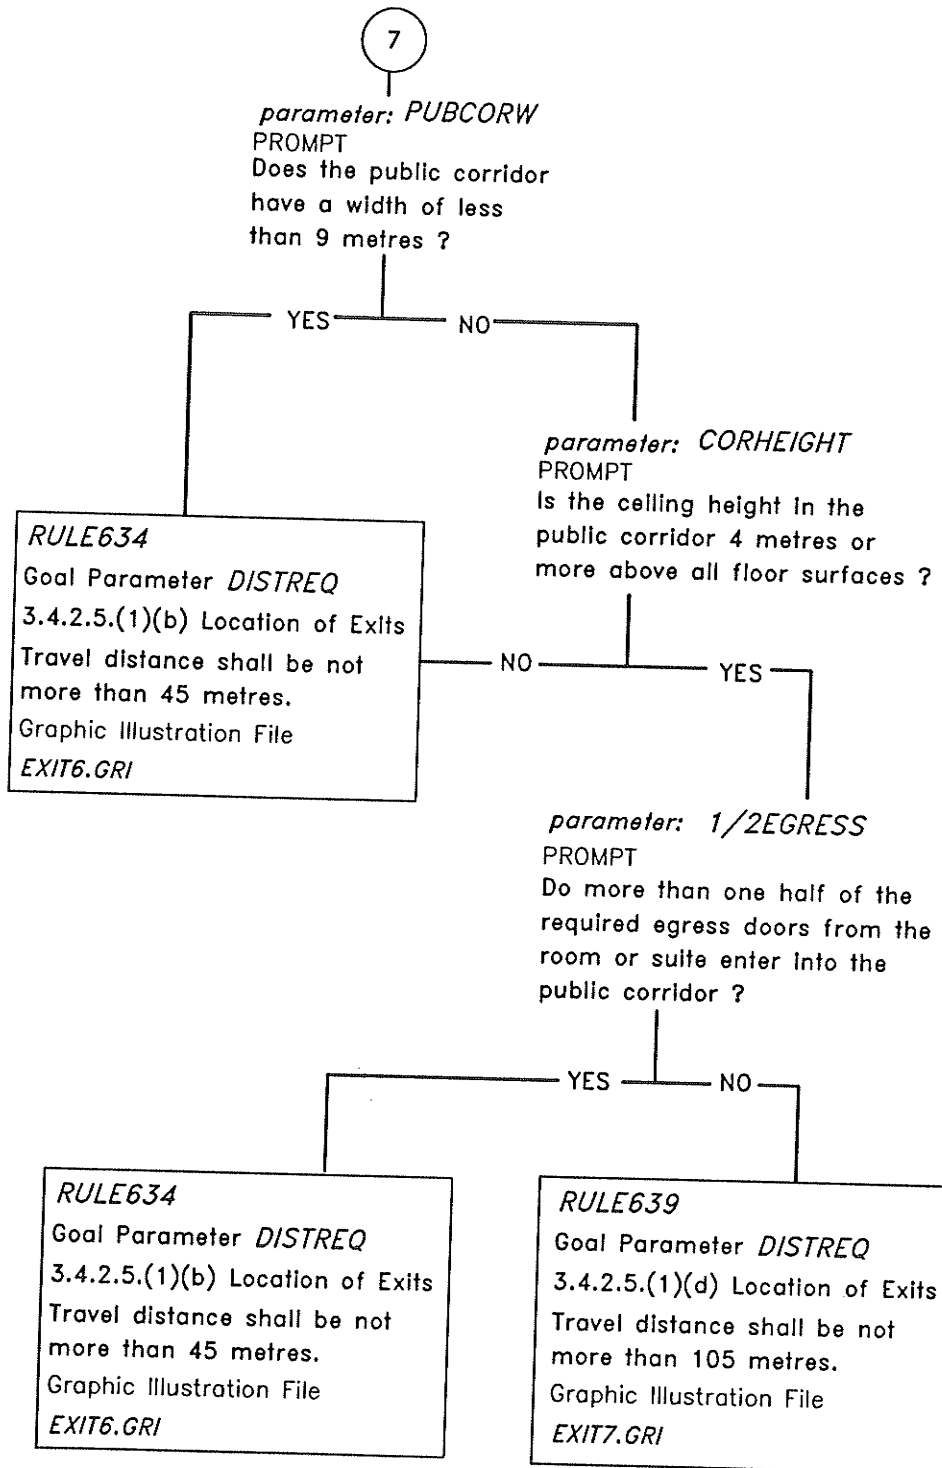 7
parameter: PUBCORW
PROMPT
Does the public corridor
have a width of less
than 9 metres ?
YES
NO
parameter: CORHEIGHT
PROMPT
Is the ceiling height in the
public corridor 4 metres or
more above all floor surfaces ?
RULE634
Goal Parameter DISTREQ
3.4.2.5.(1)(b) Location of Exits
Travel distance shall be not
more than 45 metres.
Graphic Illustration File
EXIT6.GRI
NO
YES
parameter: 1/2EGRESS
PROMPT
Do more than one half of the
required egress doors from the
room or suite enter into the
public corridor ?
YES
NO
RULE634
Goal Parameter DISTREQ
3.4.2.5.(1)(b) Location of Exits
Travel distance shall be not
more than 45 metres.
Graphic Illustration File
EXIT6.GRI
RULE639
Goal Parameter DISTREQ
3.4.2.5.(1)(d) Location of Exits
Travel distance shall be not
more than 105 metres.
Graphic Illustration File
EXIT7.GRI